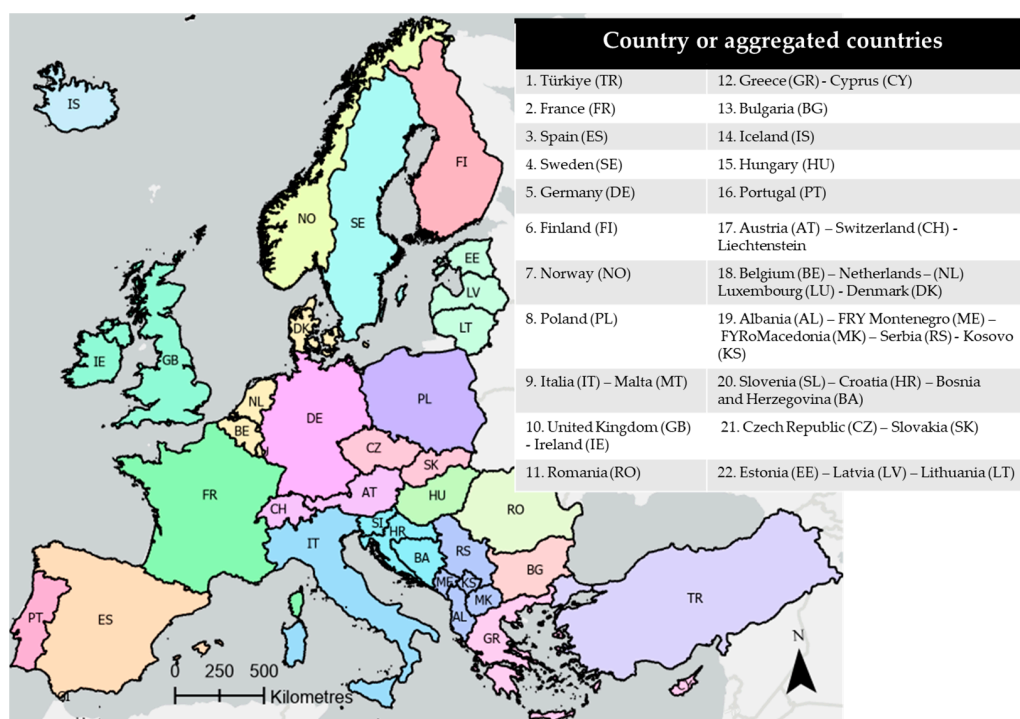 Country or aggregated countries
1. Türkiye (TR)
12. Greece(GR) - Cyprus (CY)
2. France (FR)
13. Bulgaria (BG)
3. Spain (ES)
14. Iceland (IS)
4. Sweden (SE)
15. Hungary (HU)
5. Germany (DE)
16. Portugal (PT)
6. Finland (FI)
17. Austria (AT) – Switzerland (CH) -
Liechtenstein
7. Norway (NO)
18. Belgium (BE) – Netherlands – (NL)
Luxembourg (LU) - Denmark (DK)
8. Poland (PL)
19. Albania (AL) – FRY Montenegro (ME) –
FYRoMacedonia (MK) – Serbia (RS) - Kosovo
(KS)
9. Italia (IT) – Malta (MT)
20. Slovenia (SL) – Croatia (HR) – Bosnia
and Herzegovina (BA)
10. United Kingdom (GB)
- Ireland (IE)
21. Czech Republic (CZ) – Slovakia (SK)
11. Romania (RO)
22. Estonia (EE) – Latvia (LV) – Lithuania (LT)
IS
FI
NO
SE
EE
LV
LT
DK
IE
GB
NL
BE
DE
PL
CZ
SK
FR
AT
CH
HU
RO
SI
HR
IT
BA
RS
BG
ME
KS
MK
AL
TR
PT
ES
GR
N
0 250 500
Kilometres